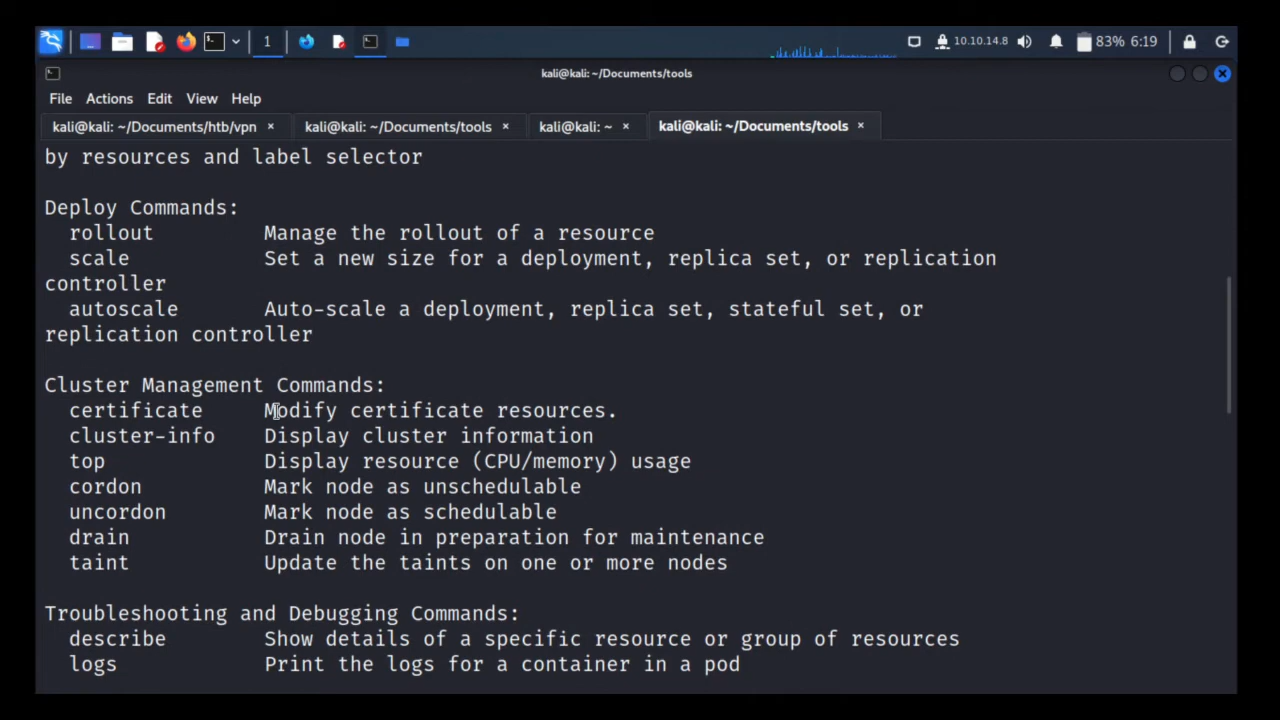 1
10.10.14.8
83% 6:19
kali@kali: ~/Documents/tools
File Actions Edit View Help
kali@kali: ~/Documents/htb/vpn × kali@kali: ~/Documents/tools × kali@kali: ~ × kali@kali: ~/Documents/tools ×
by resources and label selector
Deploy Commands:
rollout Manage the rollout of a resource
scale Set a new size for a deployment, replica set, or replication
controller
autoscale Auto-scale a deployment, replica set, stateful set, or
replication controller
Cluster Management Commands:
certificate Modify certificate resources.
cluster-info Display cluster information
top Display resource (CPU/memory) usage
cordon Mark node as unschedulable
uncordon Mark node as schedulable
drain Drain node in preparation for maintenance
taint Update the taints on one or more nodes
Troubleshooting and Debugging Commands:
describe Show details of a specific resource or group of resources
logs Print the logs for a container in a pod